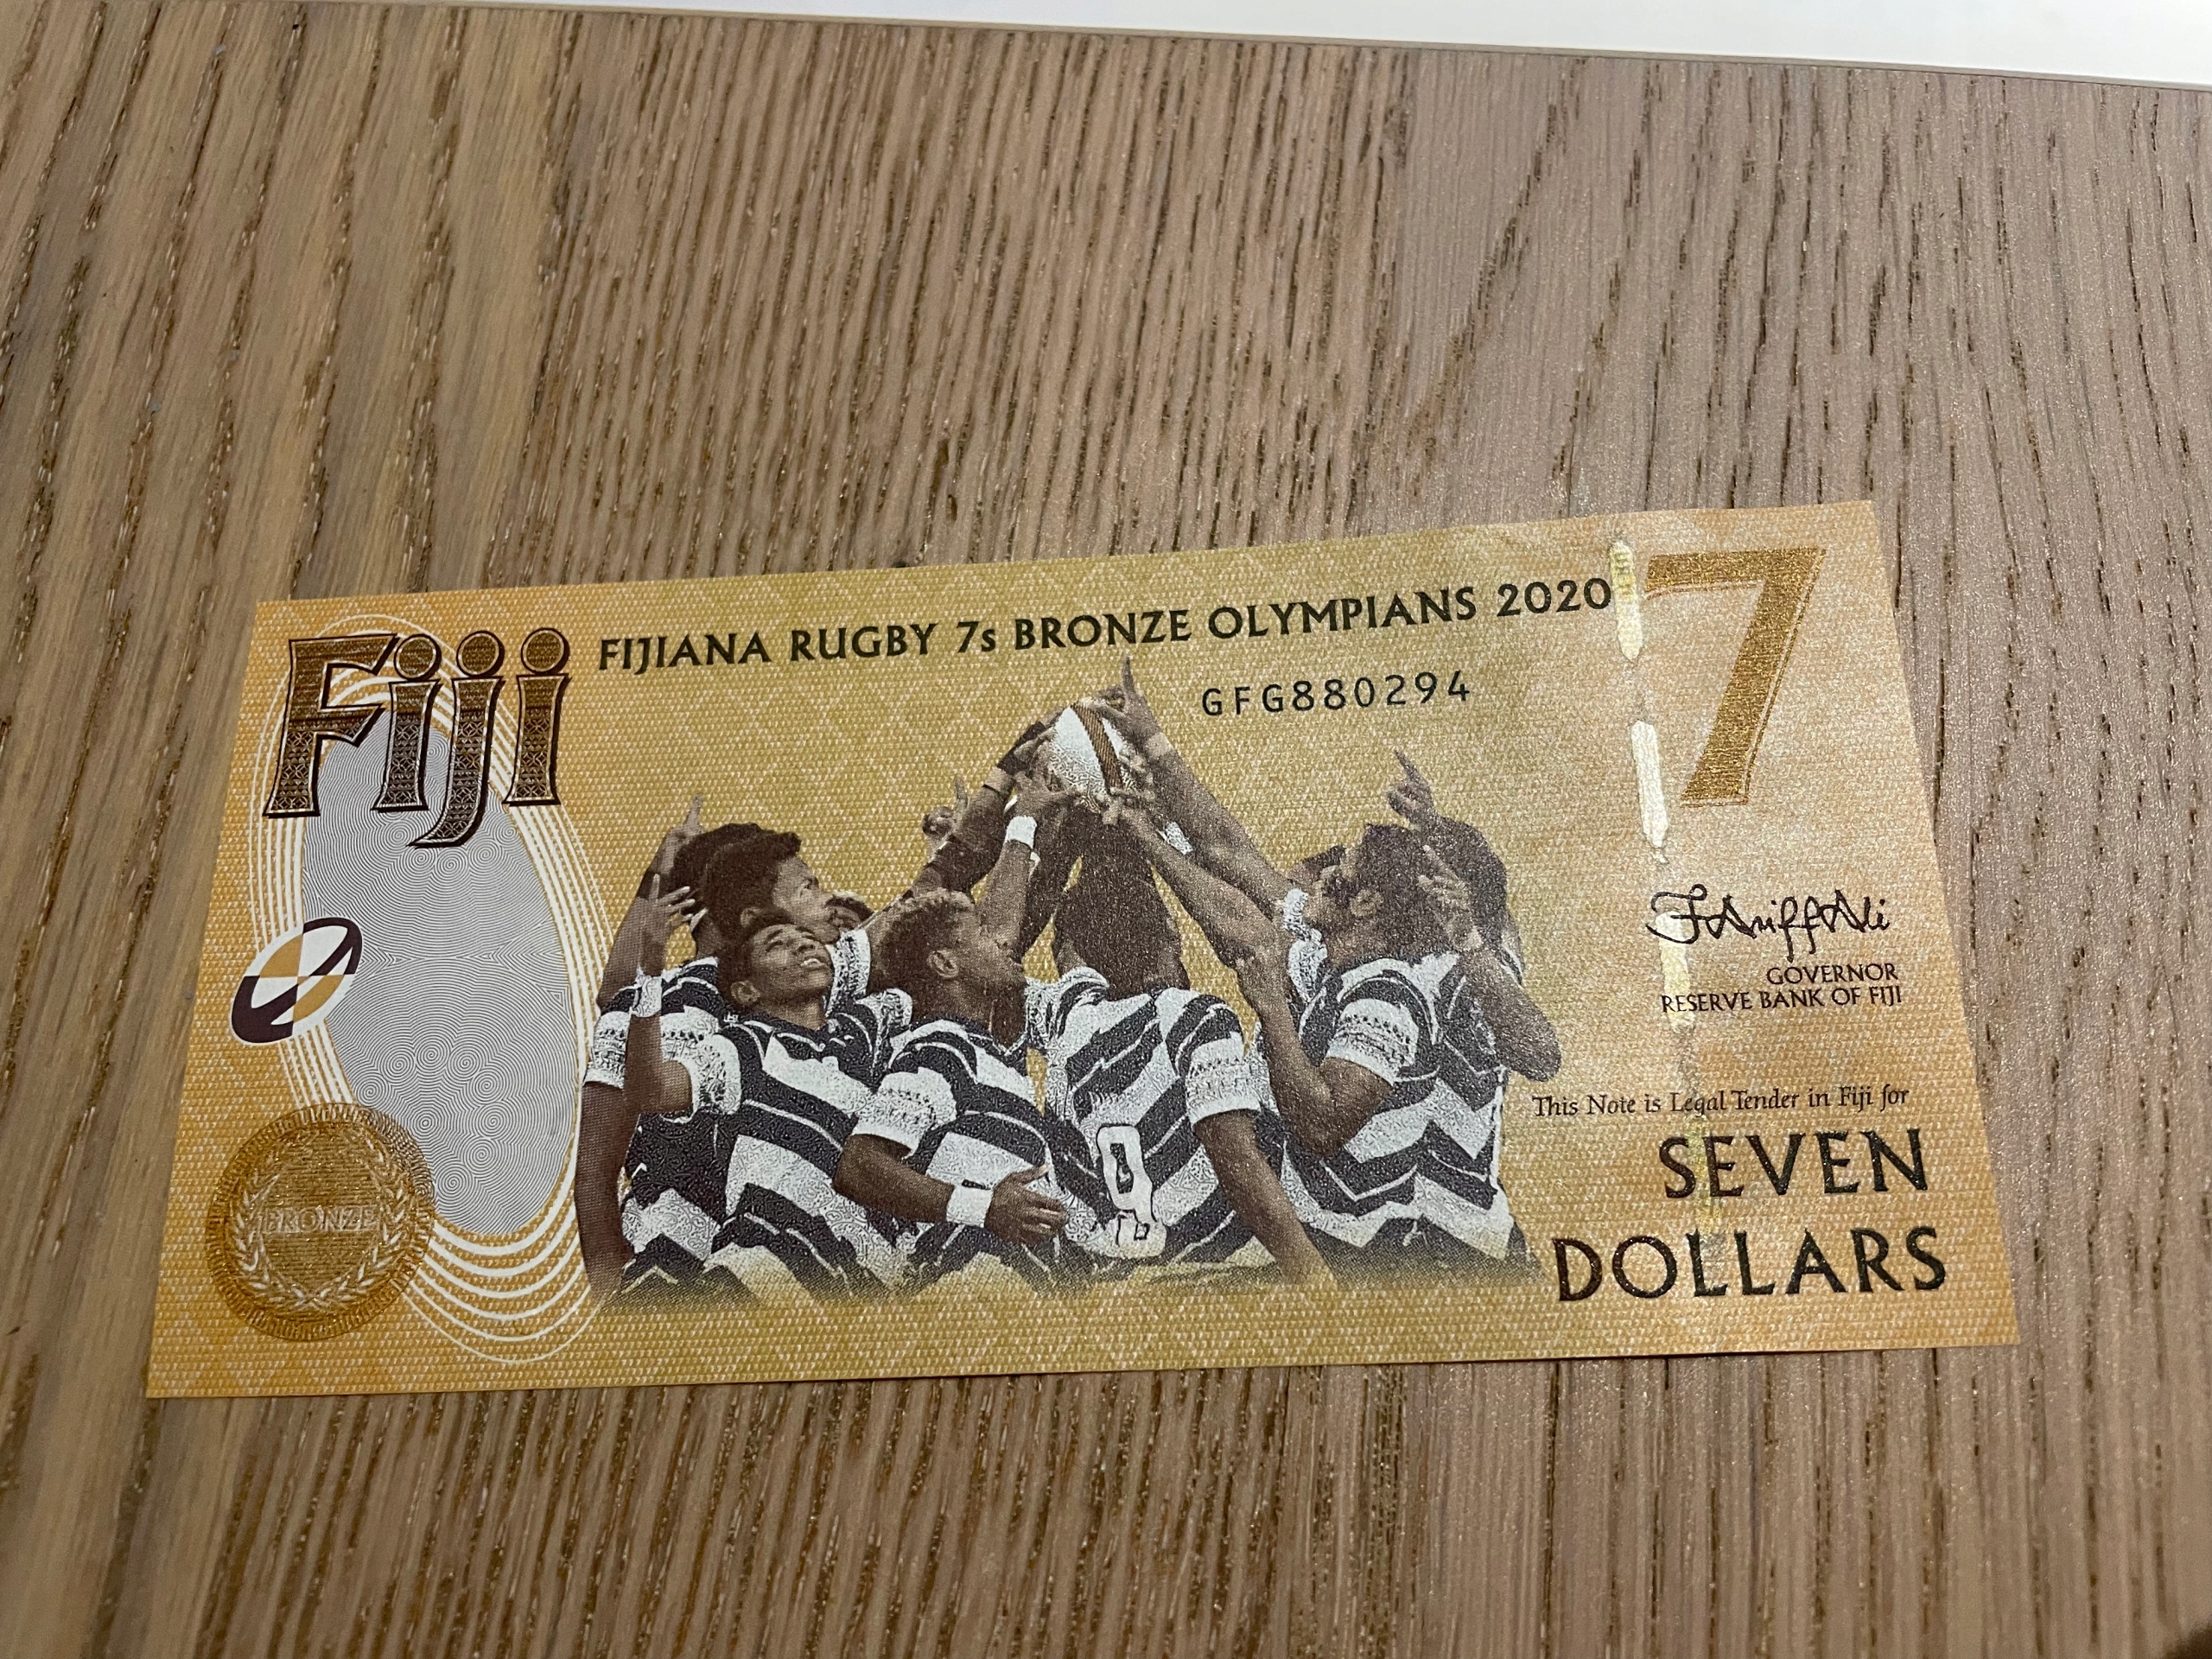 Fiji
FIJIANA RUGBY 7s BRONZE OLYMPIANS 2020
7
GFG880294
GOVERNOR
RESERVE BANK OF FIJI
This Note is Legal Tender in Fiji for
SEVEN
DOLLARS
BRONZE